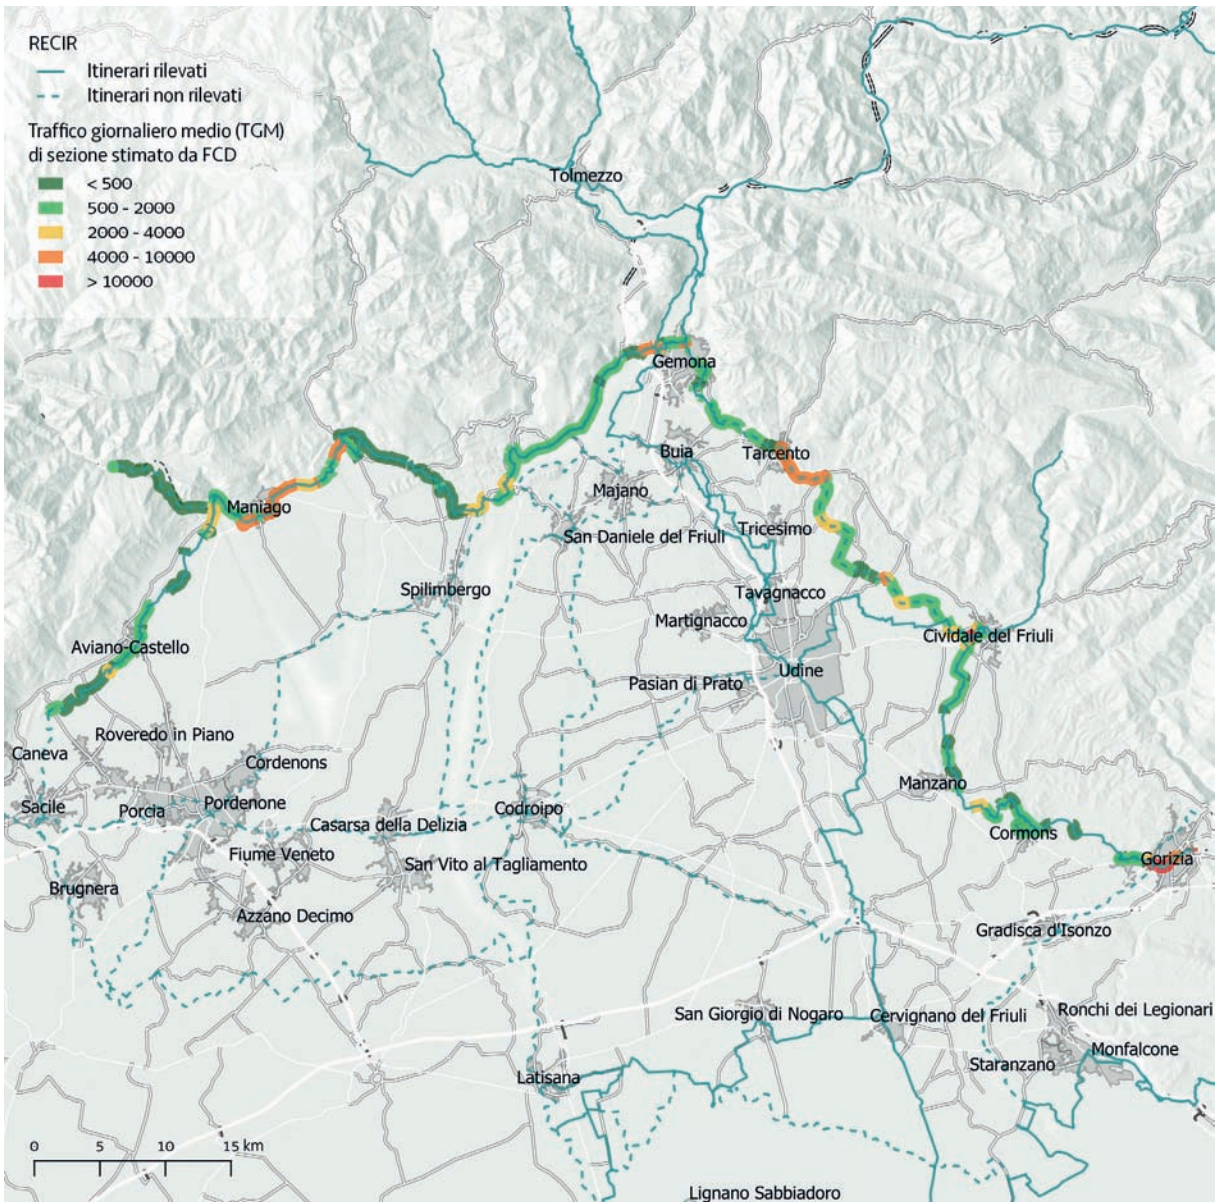 RECIR
Itinerari rilevati
Itinerari non rilevati
Traffico giornaliero medio (TGM)
di sezione stimato da FCD
< 500
500 - 2000
2000 - 4000
4000 - 10000
> 10000
Tolmezzo
Gemona
Buia
Tarcento
Majano
Maniago
Tricesimo
San Daniele del Friuli
Spilimbergo
Tavagnacco
Martignacco
Cividale del Friuli
Aviano-Castello
Udine
Pasian di Prato
Roveredo in Piano
Caneva
Cordenons
Manzano
Sacile
Porcia
Pordenone
Codroipo
Casarsa della Delizia
Cormons
Fiume Veneto
San Vito al Tagliamento
Gorizia
Brugnera
Azzano Decimo
Gradisca d'Isonzo
San Giorgio di Nogaro
Cervignano del Friuli
Ronchi dei Legionari
Monfalcone
Staranzano
Latisana
0 5 10 15 km
Lignano Sabbiadoro